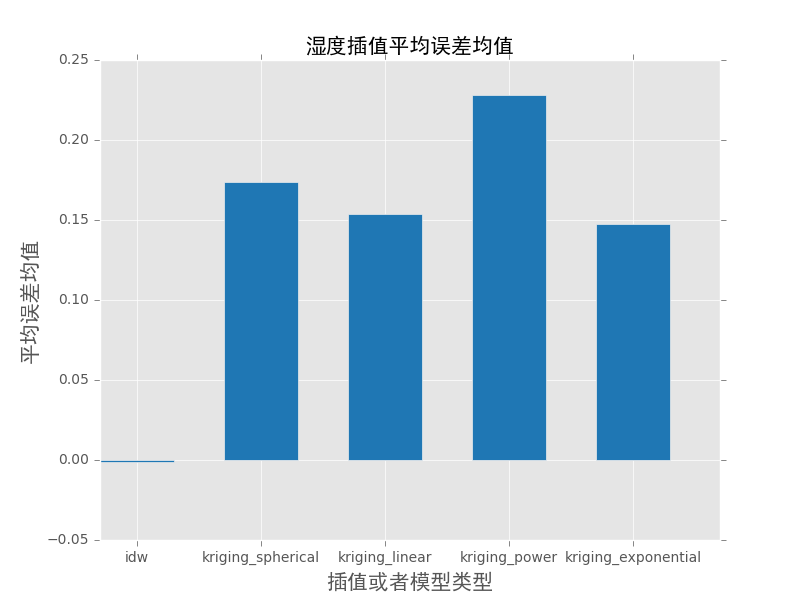 湿度插值平均误差均值
0.25
0.20
0.15
0.10
0.05
0.00
−0.05
平均误差均值
idw kriging_spherical kriging_linear kriging_power kriging_exponential
插值或者模型类型